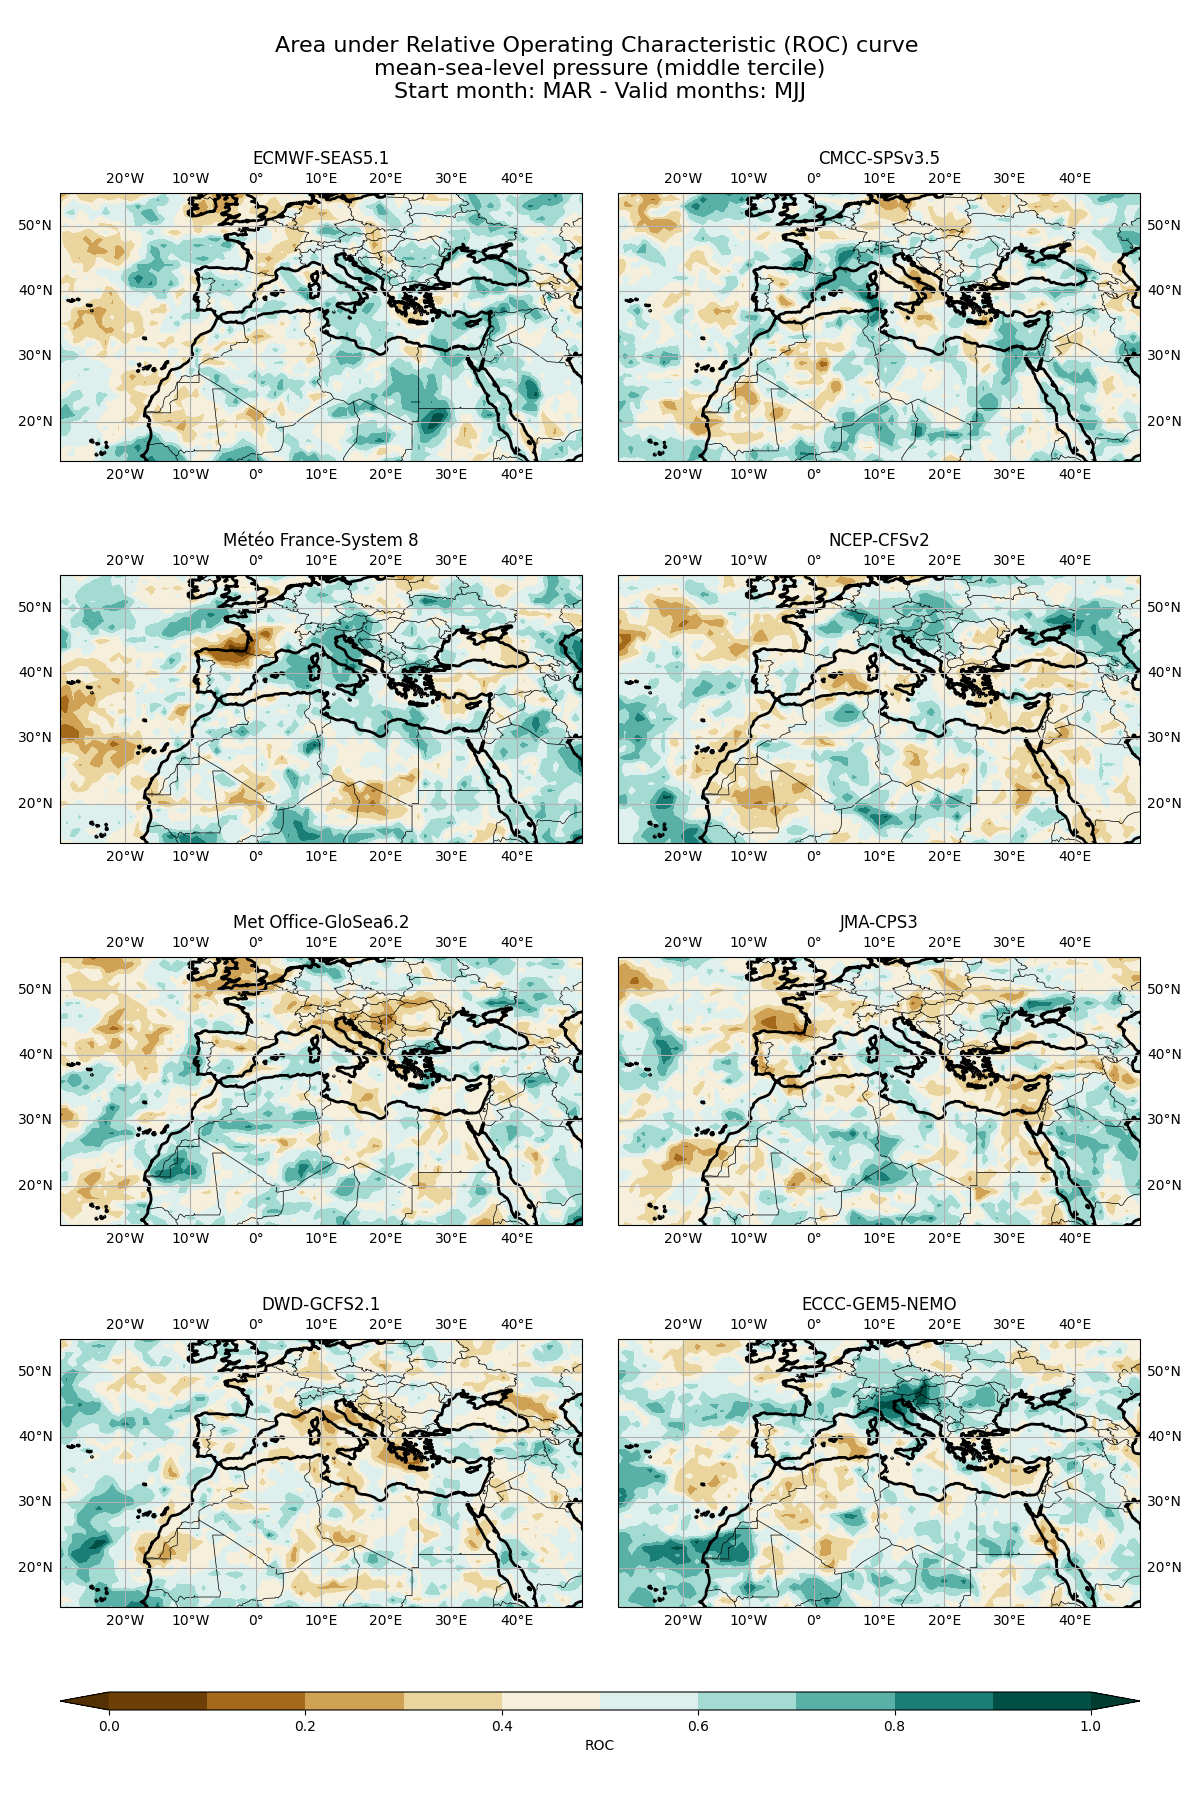 Area under Relative Operating Characteristic (ROC) curve
mean-sea-level pressure (middle tercile)
Start month: MAR - Valid months: MJJ
ECMWF-SEAS5.1
CMCC-SPSv3.5
20°W 10°W 0° 10°E 20°E 30°E 40°E
20°W 10°W 0° 10°E 20°E 30°E 40°E
50°N
50°N
40°N
40°N
30°N
30°N
20°N
20°N
20°W 10°W 0° 10°E 20°E 30°E 40°E
20°W 10°W 0° 10°E 20°E 30°E 40°E
Météo France-System 8
NCEP-CFSv2
20°W 10°W 0° 10°E 20°E 30°E 40°E
20°W 10°W 0° 10°E 20°E 30°E 40°E
50°N
50°N
40°N
40°N
30°N
30°N
20°N
20°N
20°W 10°W 0° 10°E 20°E 30°E 40°E
20°W 10°W 0° 10°E 20°E 30°E 40°E
Met Office-GloSea6.2
JMA-CPS3
20°W 10°W 0° 10°E 20°E 30°E 40°E
20°W 10°W 0° 10°E 20°E 30°E 40°E
50°N
50°N
40°N
40°N
30°N
30°N
20°N
20°N
20°W 10°W 0° 10°E 20°E 30°E 40°E
20°W 10°W 0° 10°E 20°E 30°E 40°E
DWD-GCFS2.1
ECCC-GEM5-NEMO
20°W 10°W 0° 10°E 20°E 30°E 40°E
20°W 10°W 0° 10°E 20°E 30°E 40°E
50°N
50°N
40°N
40°N
30°N
30°N
20°N
20°N
20°W 10°W 0° 10°E 20°E 30°E 40°E
20°W 10°W 0° 10°E 20°E 30°E 40°E
0.0 0.2 0.4 0.6 0.8 1.0
ROC